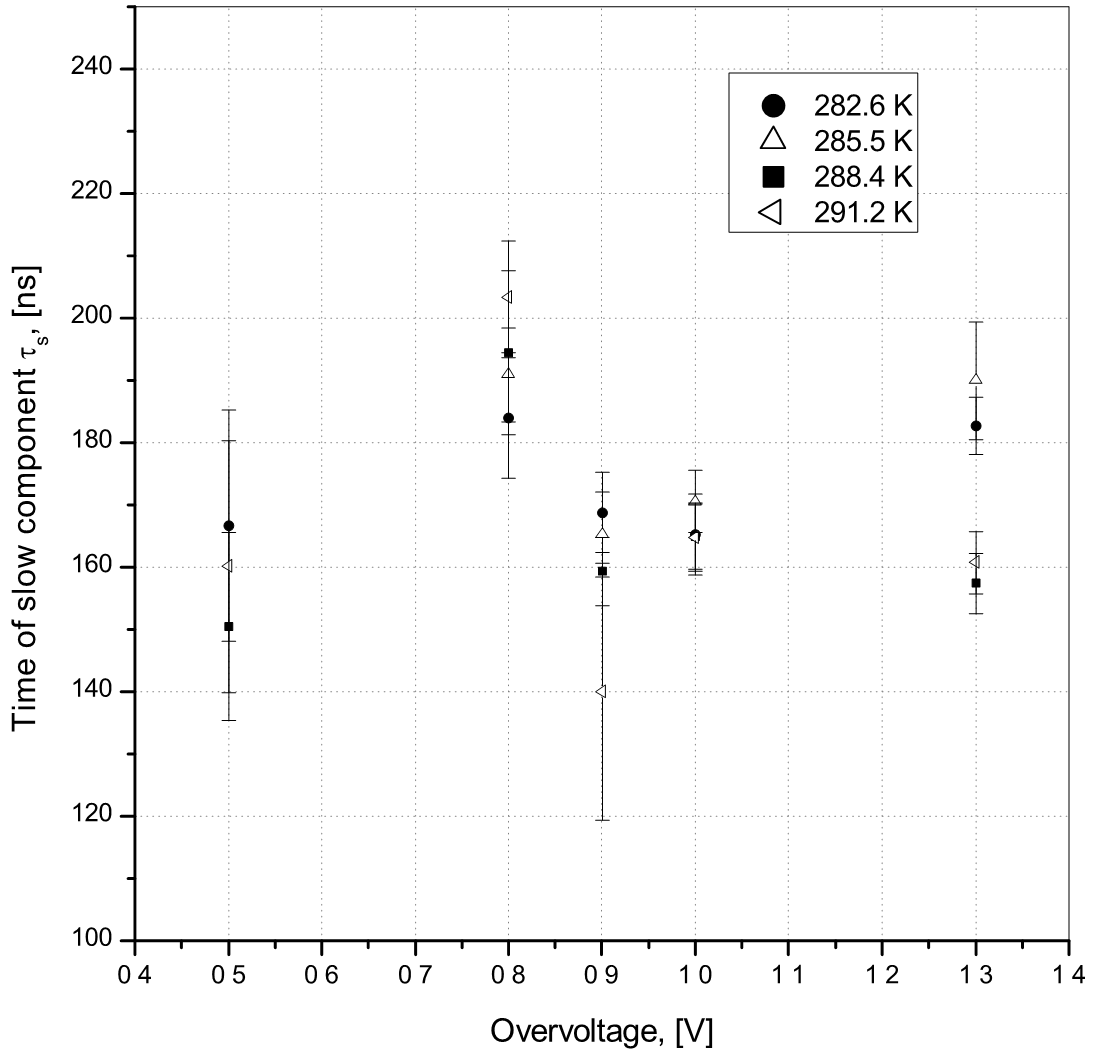 240
220
200
180
160
140
120
100
Time of slow component τs, [ns]
282.6 K
285.5 K
288.4 K
291.2 K
0 4 0 5 0 6 0 7 0 8 0 9 1 0 1 1 1 2 1 3 1 4
Overvoltage, [V]